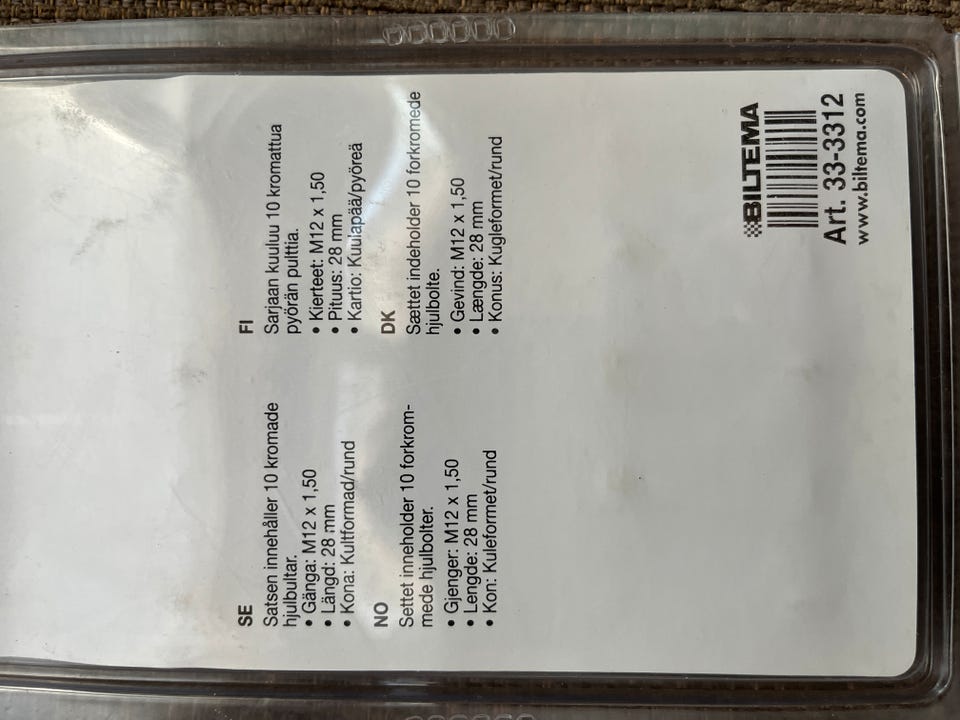 SE
Satsen innehåller 10 kromade
hjulbultar.
• Gänga: M12 x 1,50
• Längd: 28 mm
• Kona: Kultformad/rund
NO
Settet inneholder 10 forkrom-
mede hjulbolter.
• Gjenger: M12 x 1,50
• Lengde: 28 mm
• Kon: Kuleformet/rund
FI
Sarjaan kuuluu 10 kromattua
pyörän pulttia.
• Kierteet: M12 x 1,50
• Pituus: 28 mm
• Kartio: Kuulapää/pyöreä
DK
Sættet indeholder 10 forkromede
hjulbolte.
• Gevind: M12 x 1,50
• Længde: 28 mm
• Konus: Kugleformet/rund
BILTEMA
Art. 33-3312
www.biltema.com